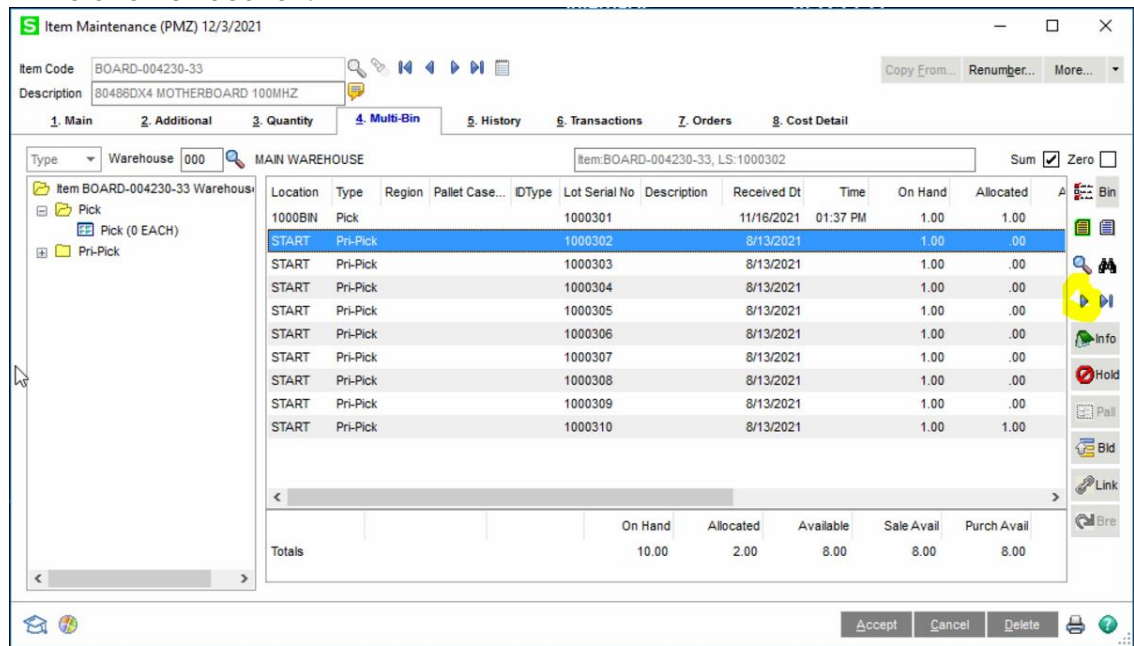 Item Maintenance (PMZ) 12/3/2021
Item Code BOARD-004230-33 Copy From... Renumber... More...
Description 80486DX4 MOTHERBOARD 100MHZ
1. Main 2. Additional 3. Quantity 4. Multi-Bin 5. History 6. Transactions 7. Orders 8. Cost Detail
Type Warehouse 000 MAIN WAREHOUSE Item:BOARD-004230-33, LS:1000302 Sum Zero
Item BOARD-004230-33 Warehous
Pick
Pick (0 EACH)
Pri-Pick
Location Type Region Pallet Case... IDType Lot Serial No Description Received Dt Time On Hand Allocated A
1000BIN Pick 1000301 11/16/2021 01:37 PM 1.00 1.00
START Pri-Pick 1000302 8/13/2021 1.00 .00
START Pri-Pick 1000303 8/13/2021 1.00 .00
START Pri-Pick 1000304 8/13/2021 1.00 .00
START Pri-Pick 1000305 8/13/2021 1.00 .00
START Pri-Pick 1000306 8/13/2021 1.00 .00
START Pri-Pick 1000307 8/13/2021 1.00 .00
START Pri-Pick 1000308 8/13/2021 1.00 .00
START Pri-Pick 1000309 8/13/2021 1.00 .00
START Pri-Pick 1000310 8/13/2021 1.00 1.00
On Hand Allocated Available Sale Avail Purch Avail
Totals 10.00 2.00 8.00 8.00 8.00
Bin
Info
Hold
Pall
Bld
Link
Bre
Accept Cancel Delete